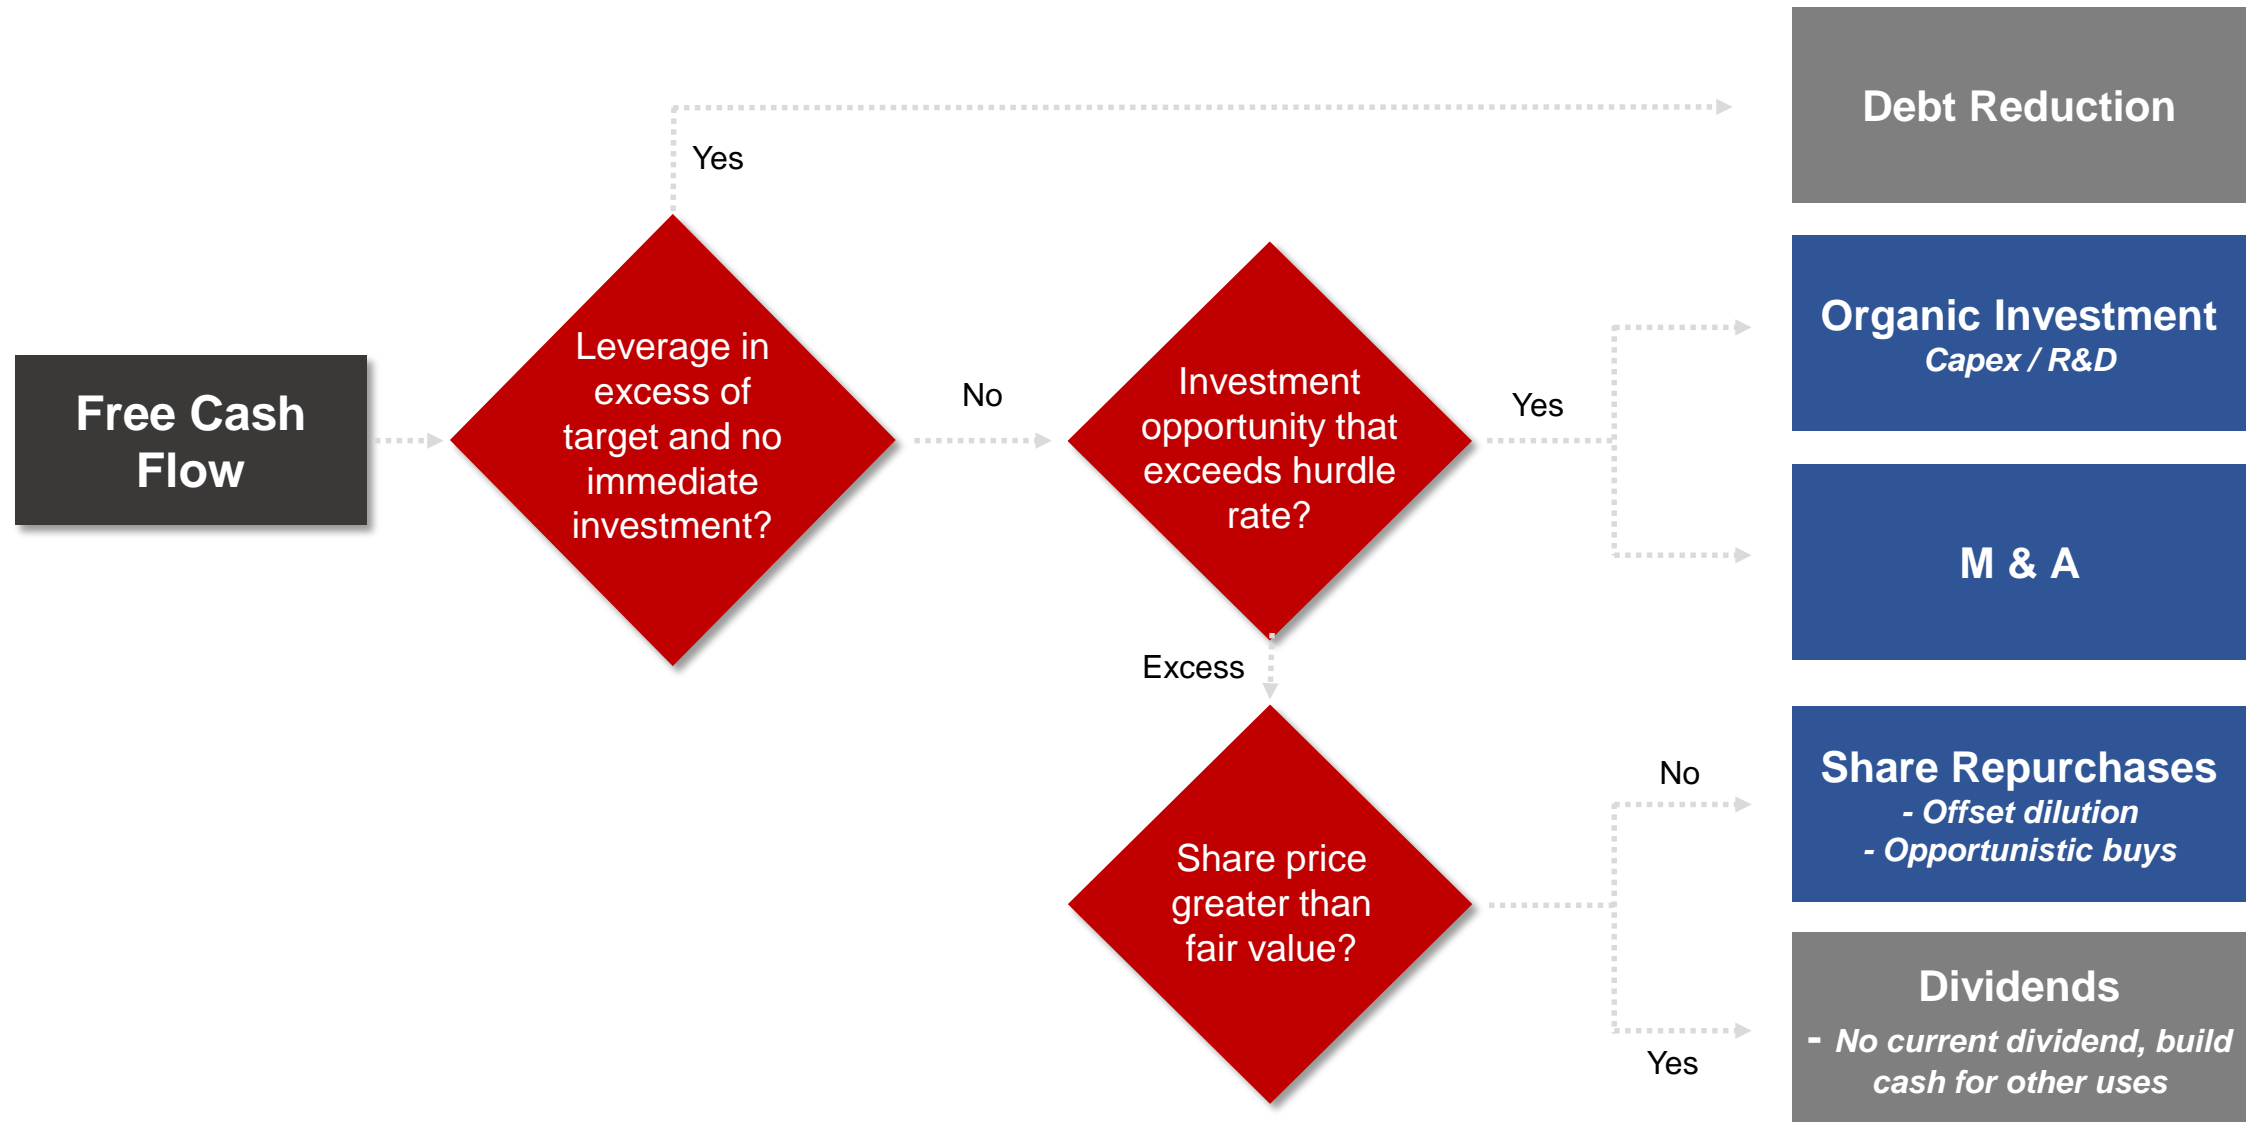 Debt Reduction
Yes
Free Cash
Flow
Leverage in
excess of
target and no
immediate
investment?
No
Investment
opportunity that
exceeds hurdle
rate?
Yes
Organic Investment
Capex / R&D
M & A
Excess
Share price
greater than
fair value?
No
Share Repurchases
- Offset dilution
- Opportunistic buys
Yes
Dividends
- No current dividend, build
cash for other uses